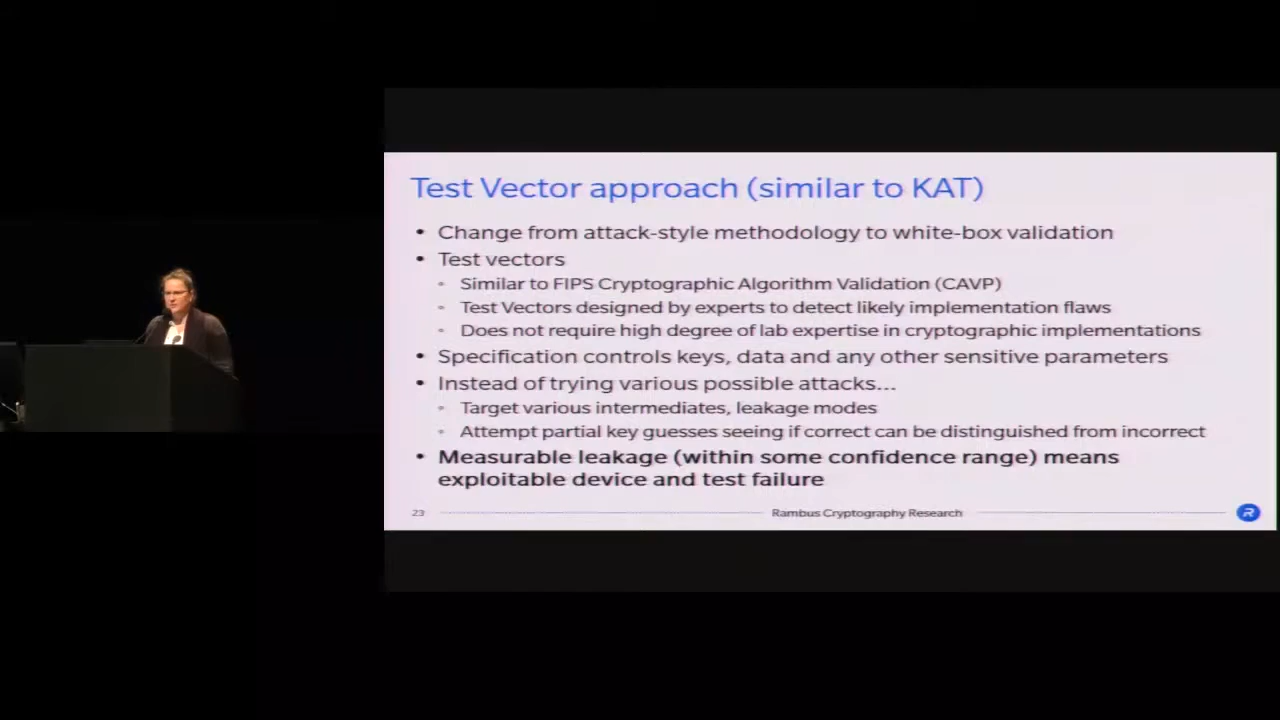 Test Vector approach (similar to KAT)
• Change from attack-style methodology to white-box validation
• Test vectors
◦ Similar to FIPS Cryptographic Algorithm Validation (CAVP)
◦ Test Vectors designed by experts to detect likely implementation flaws
◦ Does not require high degree of lab expertise in cryptographic implementations
• Specification controls keys, data and any other sensitive parameters
• Instead of trying various possible attacks...
◦ Target various intermediates, leakage modes
◦ Attempt partial key guesses seeing if correct can be distinguished from incorrect
• Measurable leakage (within some confidence range) means
exploitable device and test failure
23
Rambus Cryptography Research
R